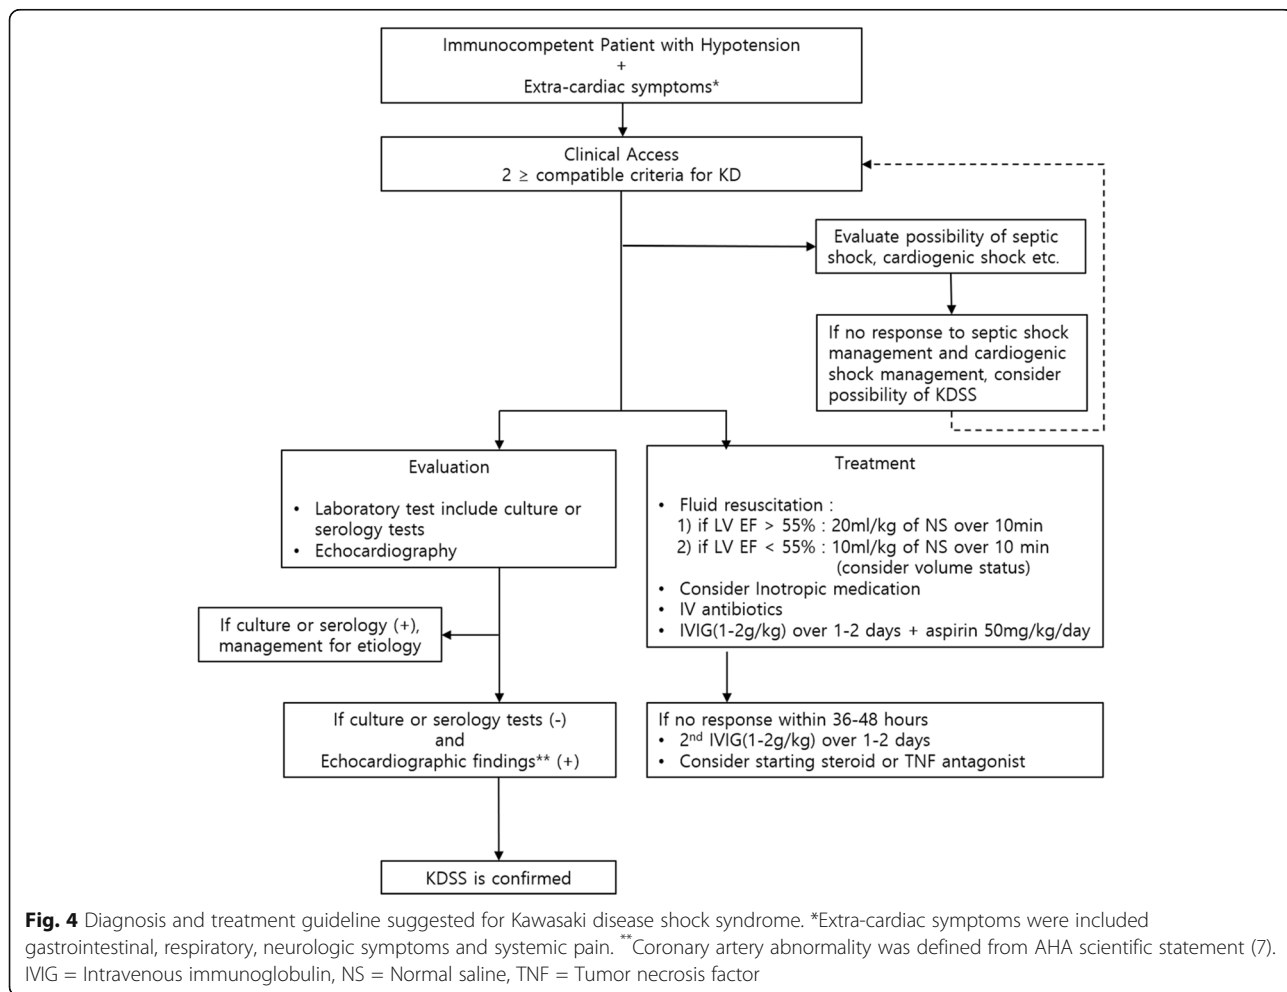 Immunocompetent Patient with Hypotension
+
Extra-cardiac symptoms*
Clinical Access
2 ≥ compatible criteria for KD
Evaluate possibility of septic
shock, cardiogenic shock etc.
If no response to septic shock
management and cardiogenic
shock management, consider
possibility of KDSS
Evaluation
• Laboratory test include culture or
serology tests
• Echocardiography
Treatment
• Fluid resuscitation :
1) if LV EF > 55% : 20ml/kg of NS over 10min
2) if LV EF < 55% : 10ml/kg of NS over 10 min
(consider volume status)
• Consider Inotropic medication
• IV antibiotics
• IVIG(1-2g/kg) over 1-2 days + aspirin 50mg/kg/day
If culture or serology (+),
management for etiology
If culture or serology tests (-)
and
Echocardiographic findings** (+)
If no response within 36-48 hours
• 2nd IVIG(1-2g/kg) over 1-2 days
• Consider starting steroid or TNF antagonist
KDSS is confirmed
Fig. 4 Diagnosis and treatment guideline suggested for Kawasaki disease shock syndrome. *Extra-cardiac symptoms were included
gastrointestinal, respiratory, neurologic symptoms and systemic pain. **Coronary artery abnormality was defined from AHA scientific statement (7).
IVIG = Intravenous immunoglobulin, NS = Normal saline, TNF = Tumor necrosis factor